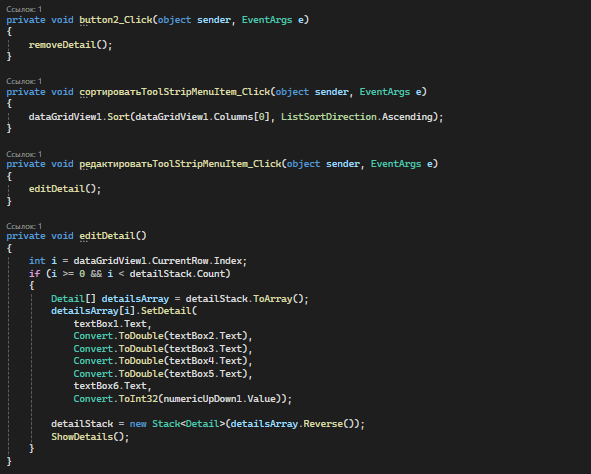 Ссылок: 1
private void button2_Click(object sender, EventArgs e)
{
removeDetail();
}
Ссылок: 1
private void сортироватьToolStripMenuItem_Click(object sender, EventArgs e)
{
dataGridView1.Sort(dataGridView1.Columns[0], ListSortDirection.Ascending);
}
Ссылок: 1
private void редактироватьToolStripMenuItem_Click(object sender, EventArgs e)
{
editDetail();
}
Ссылок: 1
private void editDetail()
{
int i = dataGridView1.CurrentRow.Index;
if (i >= 0 && i < detailStack.Count)
{
Detail[] detailsArray = detailStack.ToArray();
detailsArray[i].SetDetail(
textBox1.Text,
Convert.ToDouble(textBox2.Text),
Convert.ToDouble(textBox3.Text),
Convert.ToDouble(textBox4.Text),
Convert.ToDouble(textBox5.Text),
textBox6.Text,
Convert.ToInt32(numericUpDown1.Value));
detailStack = new Stack<Detail>(detailsArray.Reverse());
ShowDetails();
}
}